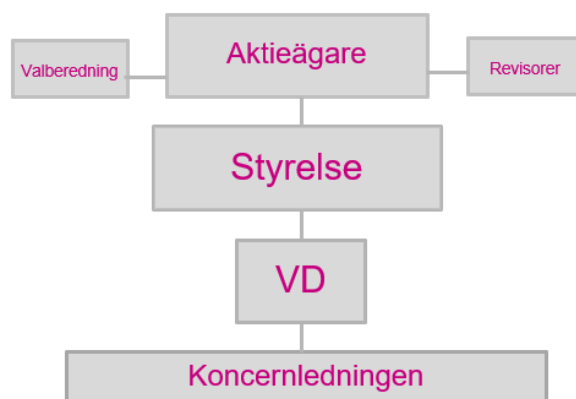 Valberedning
Aktieägare
Revisorer
Styrelse
VD
Koncernledningen